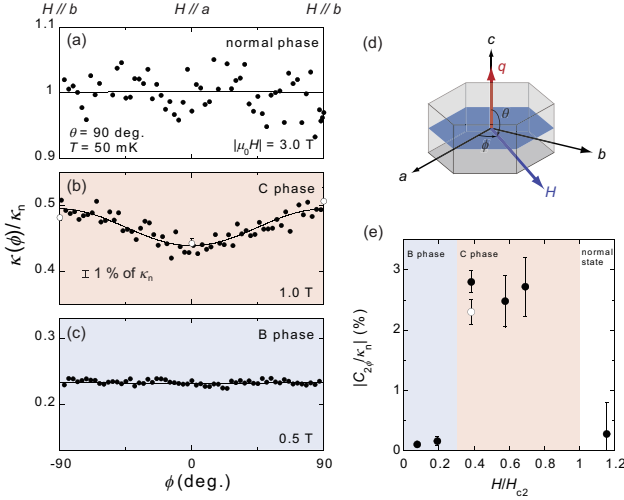 H // b H // a H // b
(a) normal phase
θ = 90 deg.
T = 50 mK |μ₀H| = 3.0 T
1.1
1
0.9
(b) C phase
1 % of κₙ
1.0 T
0.5
0.4
(c) B phase
0.5 T
0.3
0.2
κ(ϕ)/κₙ
-90 0 90
ϕ (deg.)
(d)
c
q
θ
ϕ
a
b
H
(e)
B phase C phase normal
state
3
2
1
0
|C₂ϕ/κₙ| (%)
0 0.2 0.4 0.6 0.8 1 1.2
H/Hc2